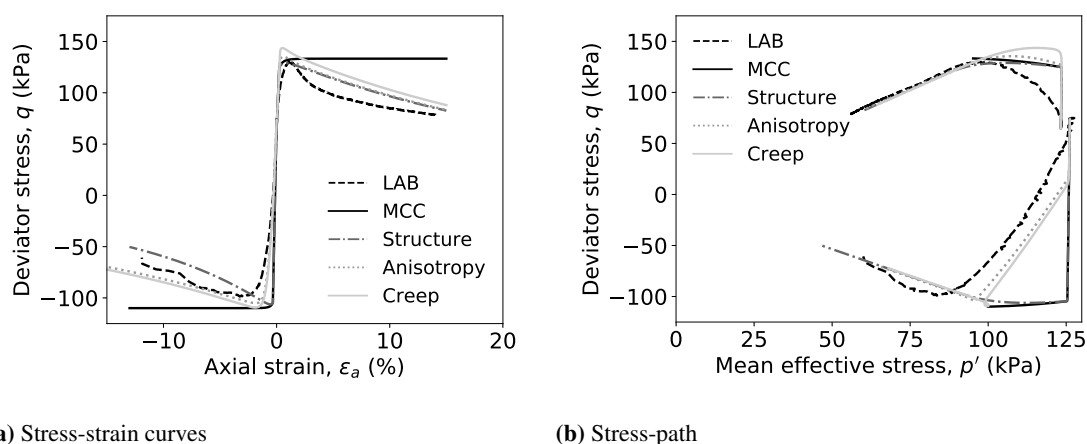 Deviator stress, q (kPa)
150
100
50
0
−50
−100
−10
0
10
20
Axial strain, εa (%)
LAB
MCC
Structure
Anisotropy
Creep
Deviator stress, q (kPa)
150
100
50
0
−50
−100
0
25
50
75
100
125
Mean effective stress, p′ (kPa)
LAB
MCC
Structure
Anisotropy
Creep
a) Stress-strain curves
(b) Stress-path